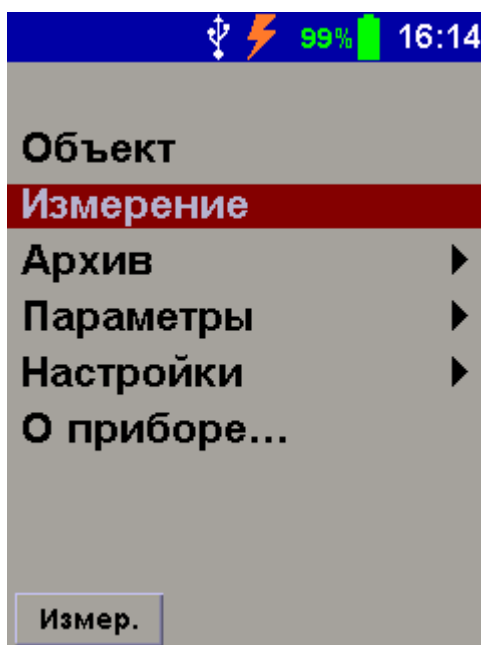 99% 16:14
Объект
Измерение
Архив
Параметры
Настройки
О приборе...
Измер.